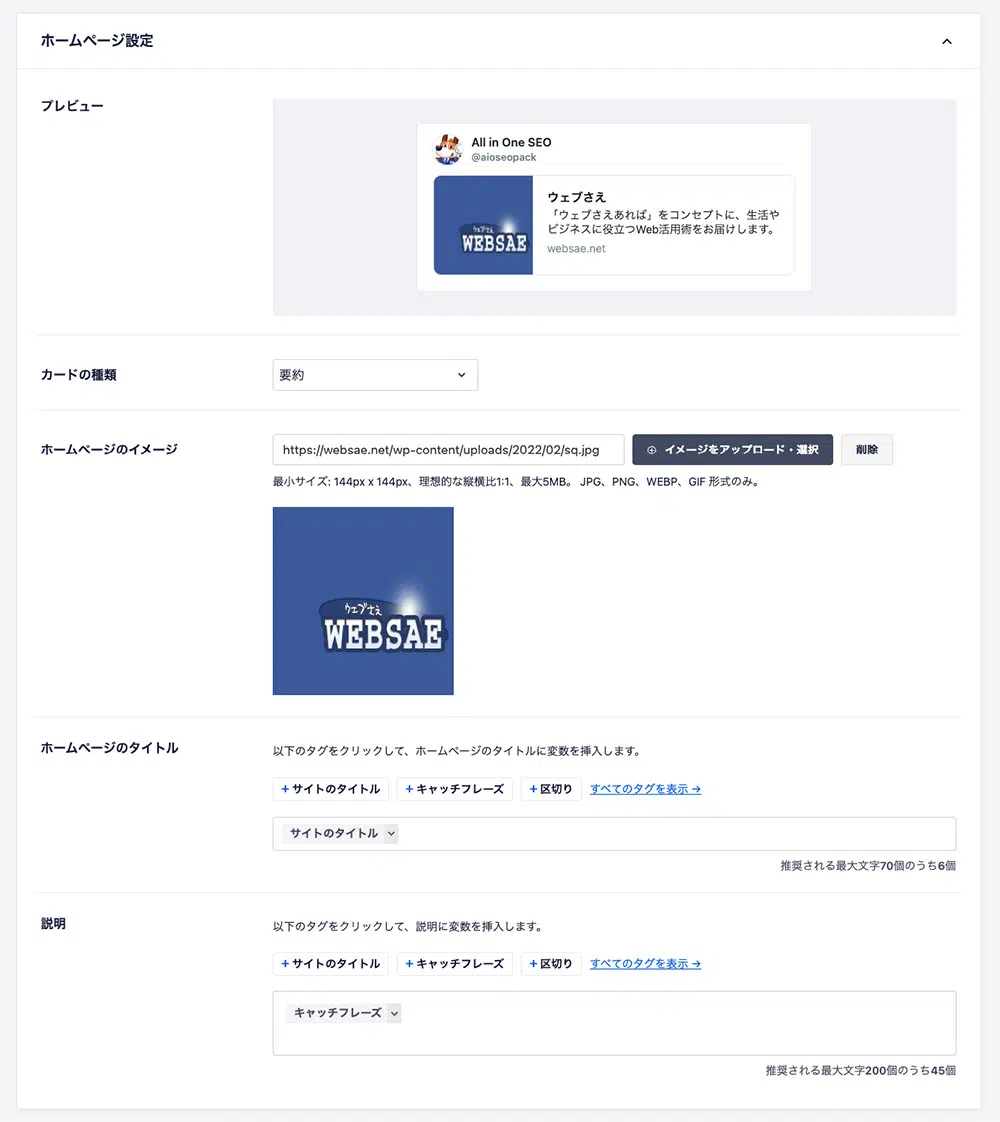 ホームページ設定
プレビュー
All in One SEO
@aioseopack
ウェブさえ
WEBSAE
ウェブさえ
「ウェブさえあれば」をコンセプトに、生活や
ビジネスに役立つWeb活用術をお届けします。
websae.net
カードの種類
要約
ホームページのイメージ
https://websae.net/wp-content/uploads/2022/02/sq.jpg
イメージをアップロード・選択
削除
最小サイズ: 144px x 144px、理想的な縦横比1:1、最大5MB。 JPG、PNG、WEBP、GIF 形式のみ。
ウェブさえ
WEBSAE
ホームページのタイトル
以下のタグをクリックして、ホームページのタイトルに変数を挿入します。
+ サイトのタイトル
+ キャッチフレーズ
+ 区切り
すべてのタグを表示 →
サイトのタイトル
推奨される最大文字70個のうち6個
説明
以下のタグをクリックして、説明に変数を挿入します。
+ サイトのタイトル
+ キャッチフレーズ
+ 区切り
すべてのタグを表示 →
キャッチフレーズ
推奨される最大文字200個のうち45個